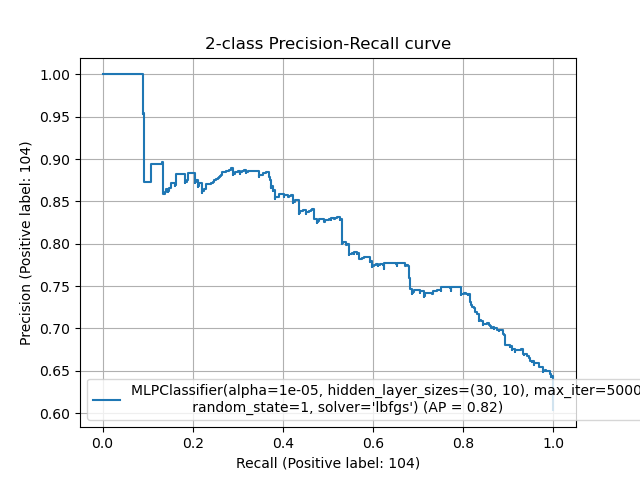 2-class Precision-Recall curve
1.00
0.95
0.90
0.85
0.80
0.75
0.70
0.65
0.60
Precision (Positive label: 104)
MLPClassifier(alpha=1e-05, hidden_layer_sizes=(30, 10), max_iter=5000
random_state=1, solver='lbfgs') (AP = 0.82)
0.0 0.2 0.4 0.6 0.8 1.0
Recall (Positive label: 104)